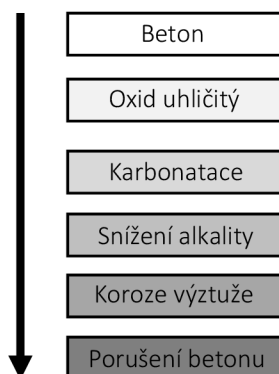 Beton
Oxid uhličitý
Karbonatace
Snížení alkality
Koroze výztuže
Porušení betonu